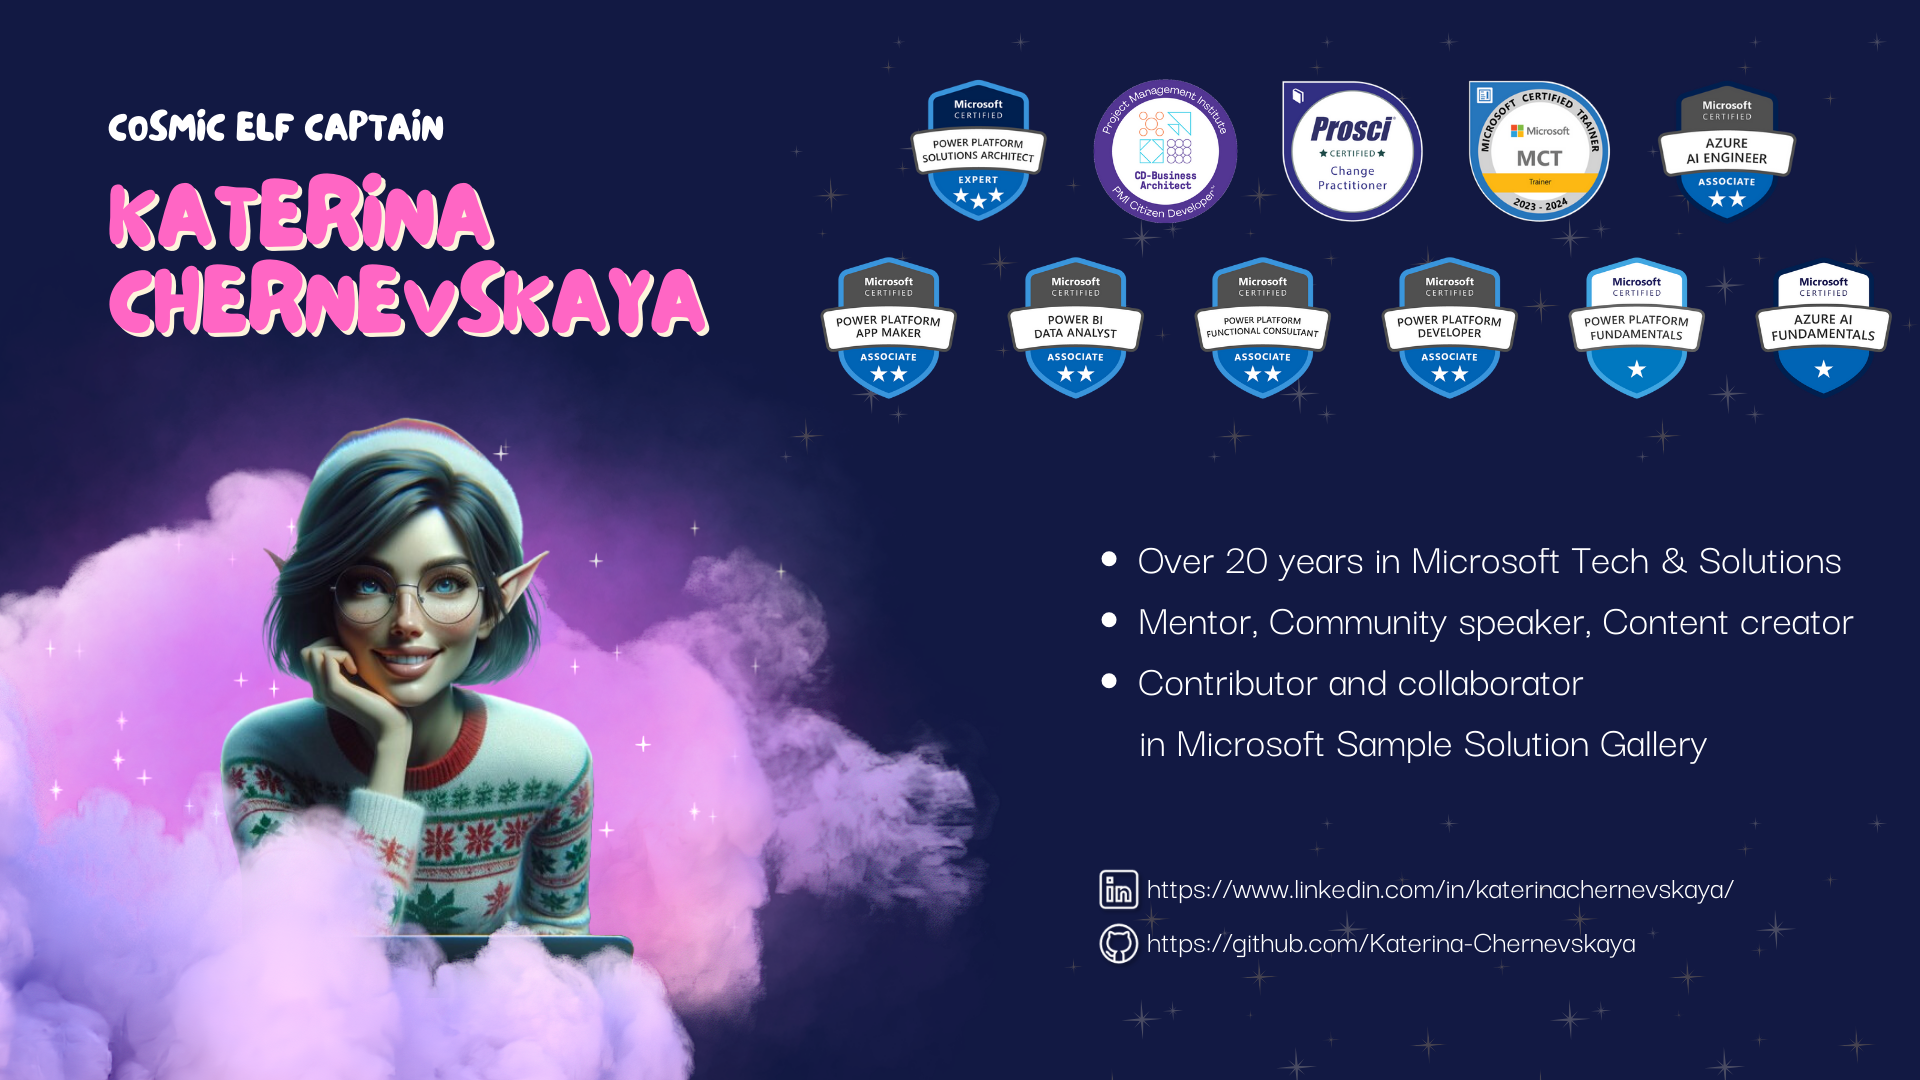 COSMIC ELF CAPTAIN
KATERINA
CHERNEVSKAYA
Microsoft
CERTIFIED
POWER PLATFORM
SOLUTIONS ARCHITECT
EXPERT
Project Management Institute
CD-Business
Architect
PMI Citizen Developer™
Prosci®
CERTIFIED
Change
Practitioner
MICROSOFT CERTIFIED TRAINER
Microsoft
MCT
Trainer
2023 - 2024
Microsoft
CERTIFIED
AZURE
AI ENGINEER
ASSOCIATE
Microsoft
CERTIFIED
POWER PLATFORM
APP MAKER
ASSOCIATE
Microsoft
CERTIFIED
POWER BI
DATA ANALYST
ASSOCIATE
Microsoft
CERTIFIED
POWER PLATFORM
FUNCTIONAL CONSULTANT
ASSOCIATE
Microsoft
CERTIFIED
POWER PLATFORM
DEVELOPER
ASSOCIATE
Microsoft
CERTIFIED
POWER PLATFORM
FUNDAMENTALS
Microsoft
CERTIFIED
AZURE AI
FUNDAMENTALS
• Over 20 years in Microsoft Tech & Solutions
• Mentor, Community speaker, Content creator
• Contributor and collaborator
in Microsoft Sample Solution Gallery
in https://www.linkedin.com/in/katerinachernevskaya/
https://github.com/Katerina-Chernevskaya